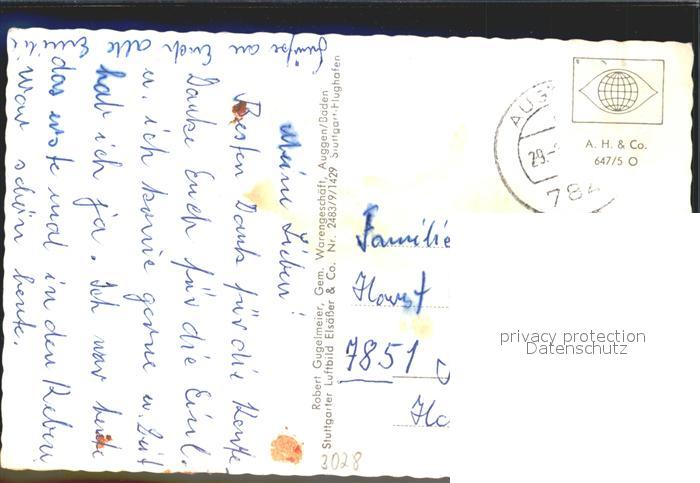 Meine Lieben!
Besten Dank für die Karte.
Danke Euch für die Einl.
u. ich komme gerne u. Zeit
hab ich ja. Ich war heute
das erste mal in den Reben
war schön heute.
Grüsse an Euch alle
Robert Gugelmeier, Gem. Warengeschäft, Auggen/Baden
Stuttgarter Luftbild Elsäßer & Co. Nr. 2483/9/1429 Stuttgart-Flughafen
A. H. & Co.
647/5 O
29.
784
Familie
Horst
7851
3028
privacy protection
Datenschutz